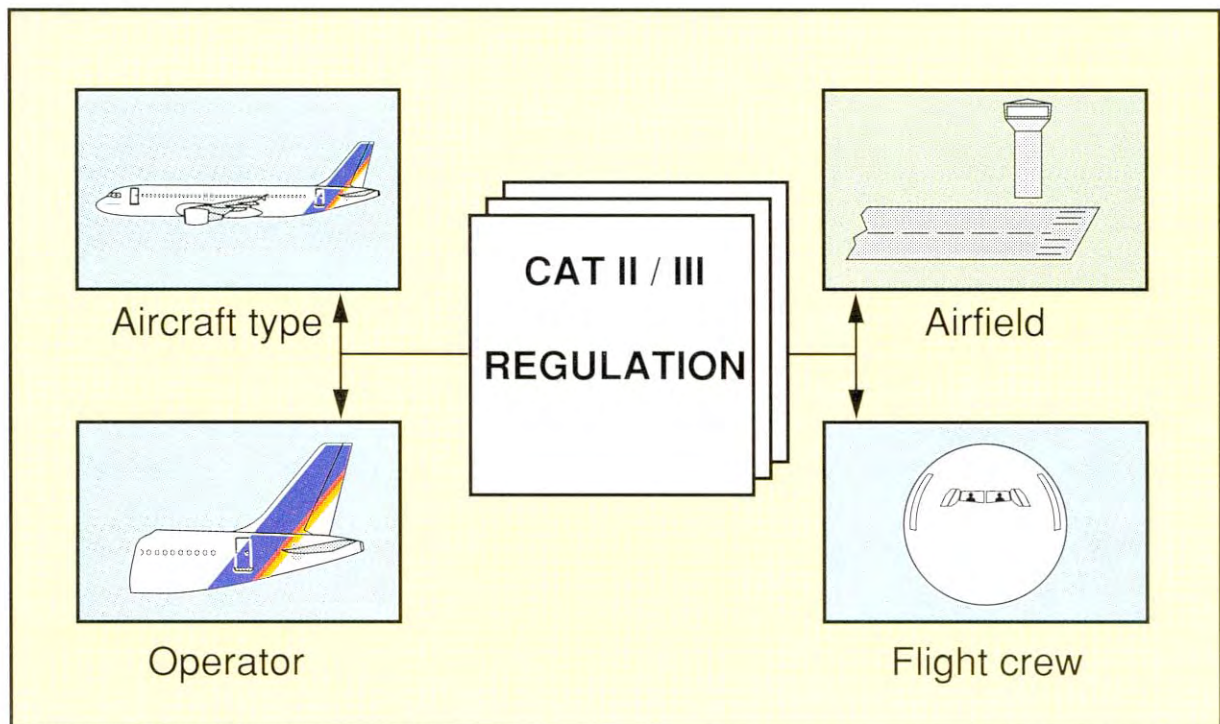 CAT II / III
REGULATION
Aircraft type
Airfield
Operator
Flight crew